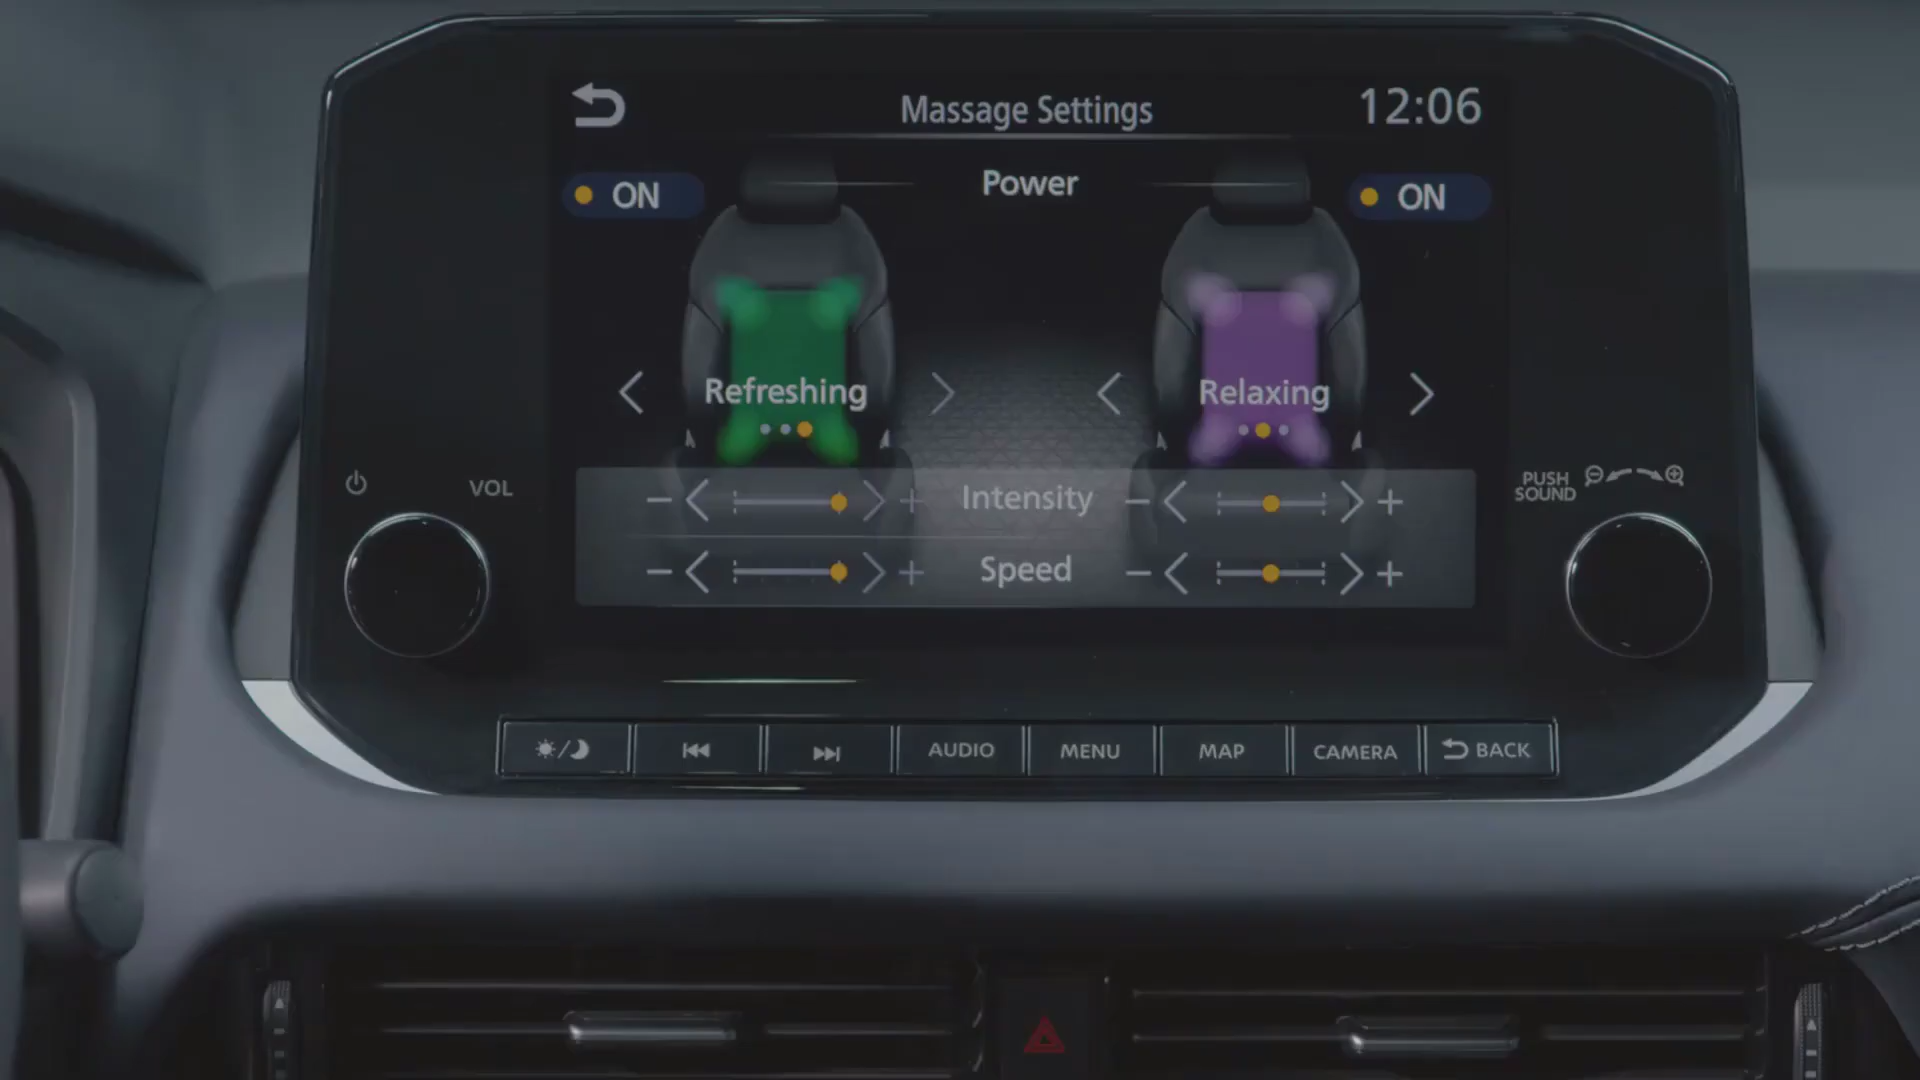 Massage Settings
12:06
ON
Power
ON
Refreshing
Relaxing
Intensity
Speed
VOL
PUSH
SOUND
AUDIO
MENU
MAP
CAMERA
BACK